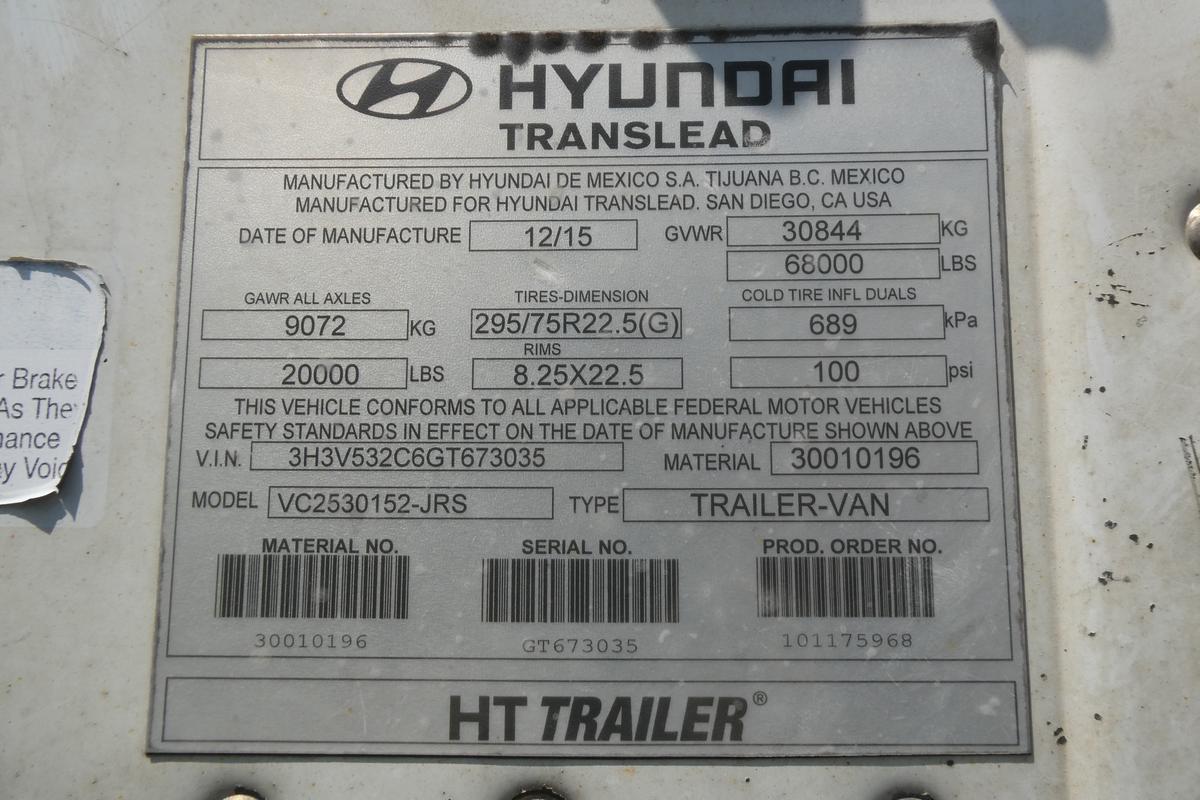 HYUNDAI
TRANSLEAD
MANUFACTURED BY HYUNDAI DE MEXICO S.A. TIJUANA B.C. MEXICO
MANUFACTURED FOR HYUNDAI TRANSLEAD. SAN DIEGO, CA USA
DATE OF MANUFACTURE 12/15 GVWR 30844 KG
68000 LBS
GAWR ALL AXLES TIRES-DIMENSION COLD TIRE INFL DUALS
9072 KG 295/75R22.5(G) 689 kPa
RIMS
20000 LBS 8.25X22.5 100 psi
THIS VEHICLE CONFORMS TO ALL APPLICABLE FEDERAL MOTOR VEHICLES
SAFETY STANDARDS IN EFFECT ON THE DATE OF MANUFACTURE SHOWN ABOVE
V.I.N. 3H3V532C6GT673035 MATERIAL 30010196
MODEL VC2530152-JRS TYPE TRAILER-VAN
MATERIAL NO. SERIAL NO. PROD. ORDER NO.
30010196 GT673035 101175968
HT TRAILER®
Brake
As They